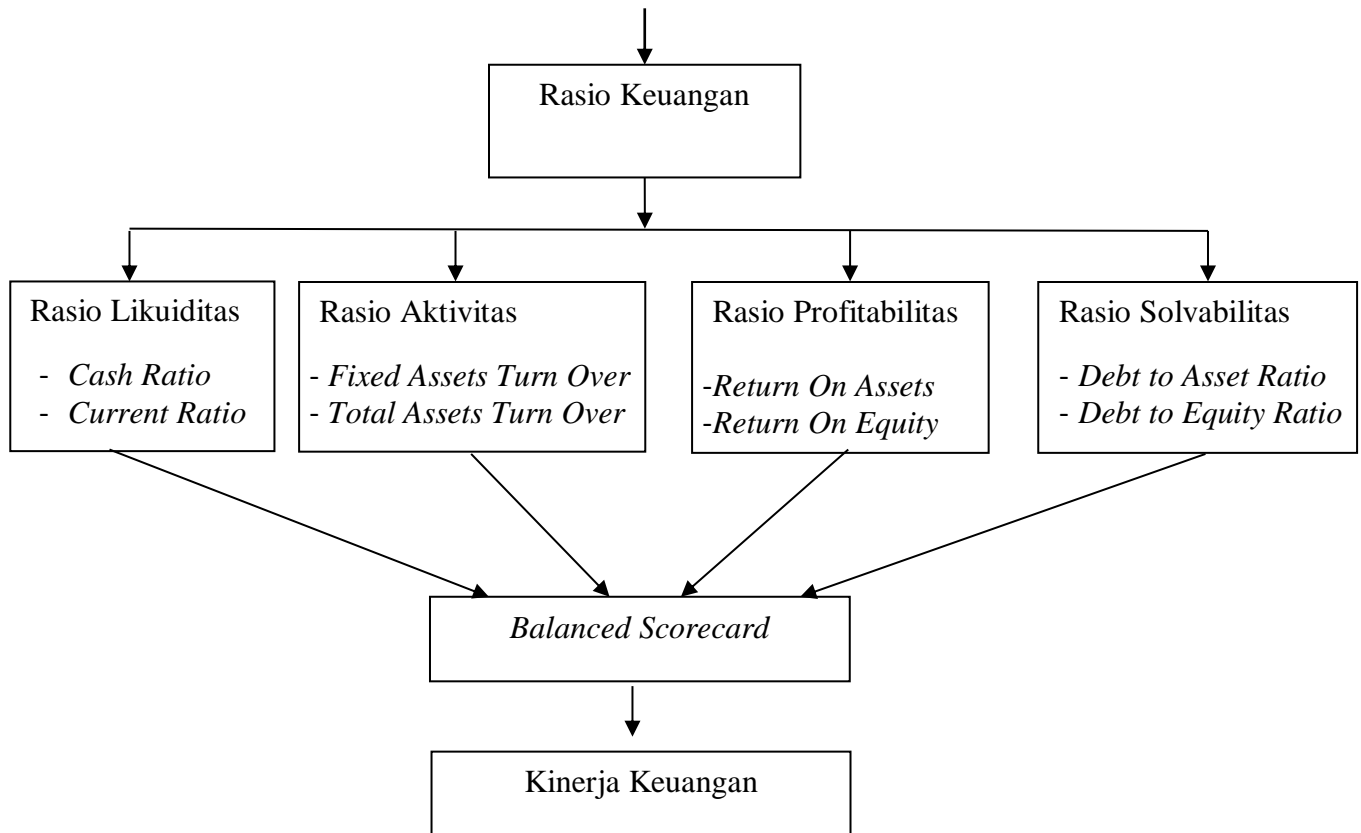 Rasio Keuangan
Rasio Likuiditas
- Cash Ratio
- Current Ratio
Rasio Aktivitas
- Fixed Assets Turn Over
- Total Assets Turn Over
Rasio Profitabilitas
-Return On Assets
-Return On Equity
Rasio Solvabilitas
- Debt to Asset Ratio
- Debt to Equity Ratio
Balanced Scorecard
Kinerja Keuangan